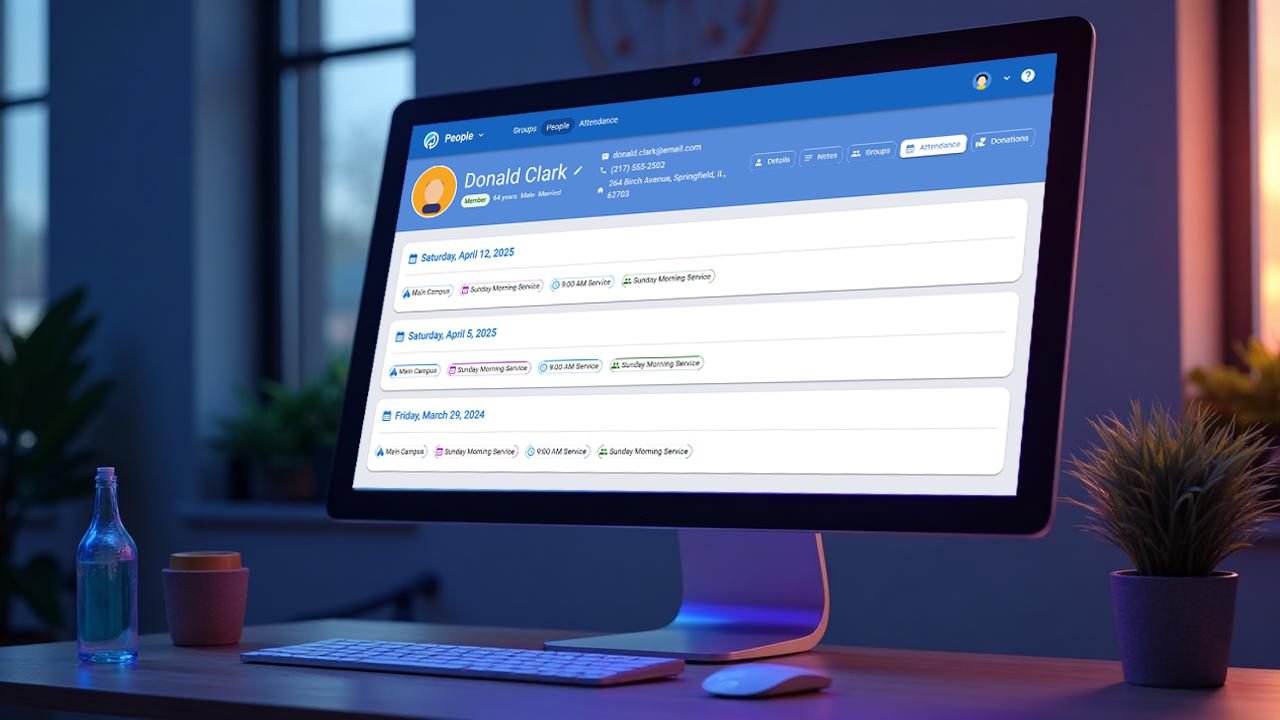 People
Groups People Attendance
?
Donald Clark
Member 64 years Male Married
donald.clark@email.com
(217) 555-2502
264 Birch Avenue, Springfield, IL,
62703
Details Notes Groups Attendance Donations
Saturday, April 12, 2025
Main Campus Sunday Morning Service 9:00 AM Service Sunday Morning Service
Saturday, April 5, 2025
Main Campus Sunday Morning Service 9:00 AM Service Sunday Morning Service
Friday, March 29, 2024
Main Campus Sunday Morning Service 9:00 AM Service Sunday Morning Service